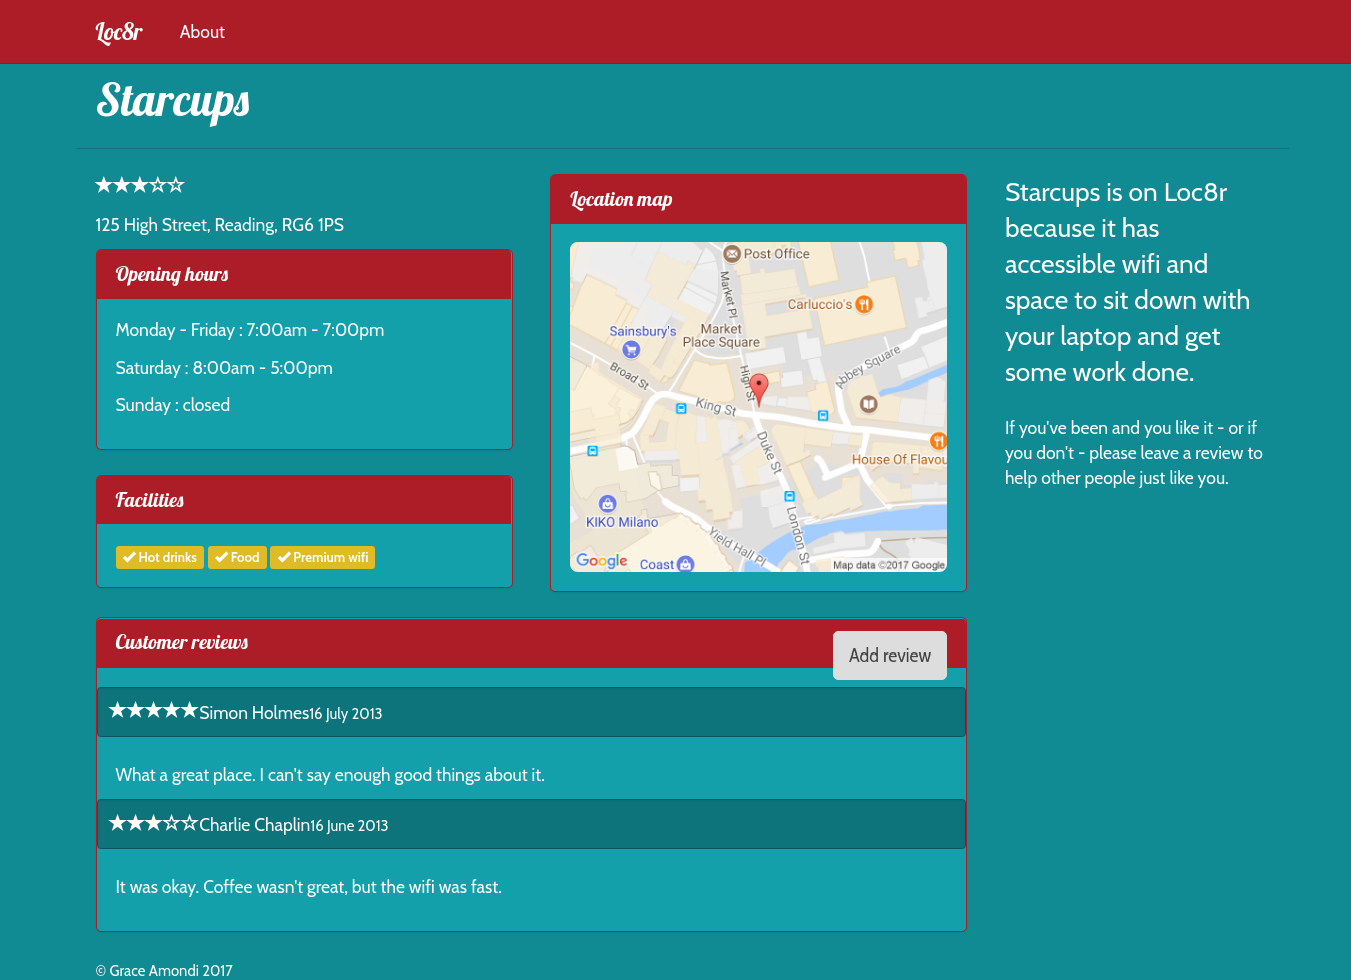 Loc8r
About
Starcups
125 High Street, Reading, RG6 1PS
Opening hours
Monday - Friday : 7:00am - 7:00pm
Saturday : 8:00am - 5:00pm
Sunday : closed
Facilities
Hot drinks
Food
Premium wifi
Location map
Post Office
Market Pl
Carluccio's
Sainsbury's
Market
Place Square
High St
Abbey Square
Broad St
King St
Duke St
House Of Flavou
KIKO Milano
London St
Yield Hall Pl
Google
Coast
Map data ©2017 Google
Starcups is on Loc8r
because it has
accessible wifi and
space to sit down with
your laptop and get
some work done.
If you've been and you like it - or if
you don't - please leave a review to
help other people just like you.
Customer reviews
Add review
Simon Holmes16 July 2013
What a great place. I can't say enough good things about it.
Charlie Chaplin16 June 2013
It was okay. Coffee wasn't great, but the wifi was fast.
© Grace Amondi 2017